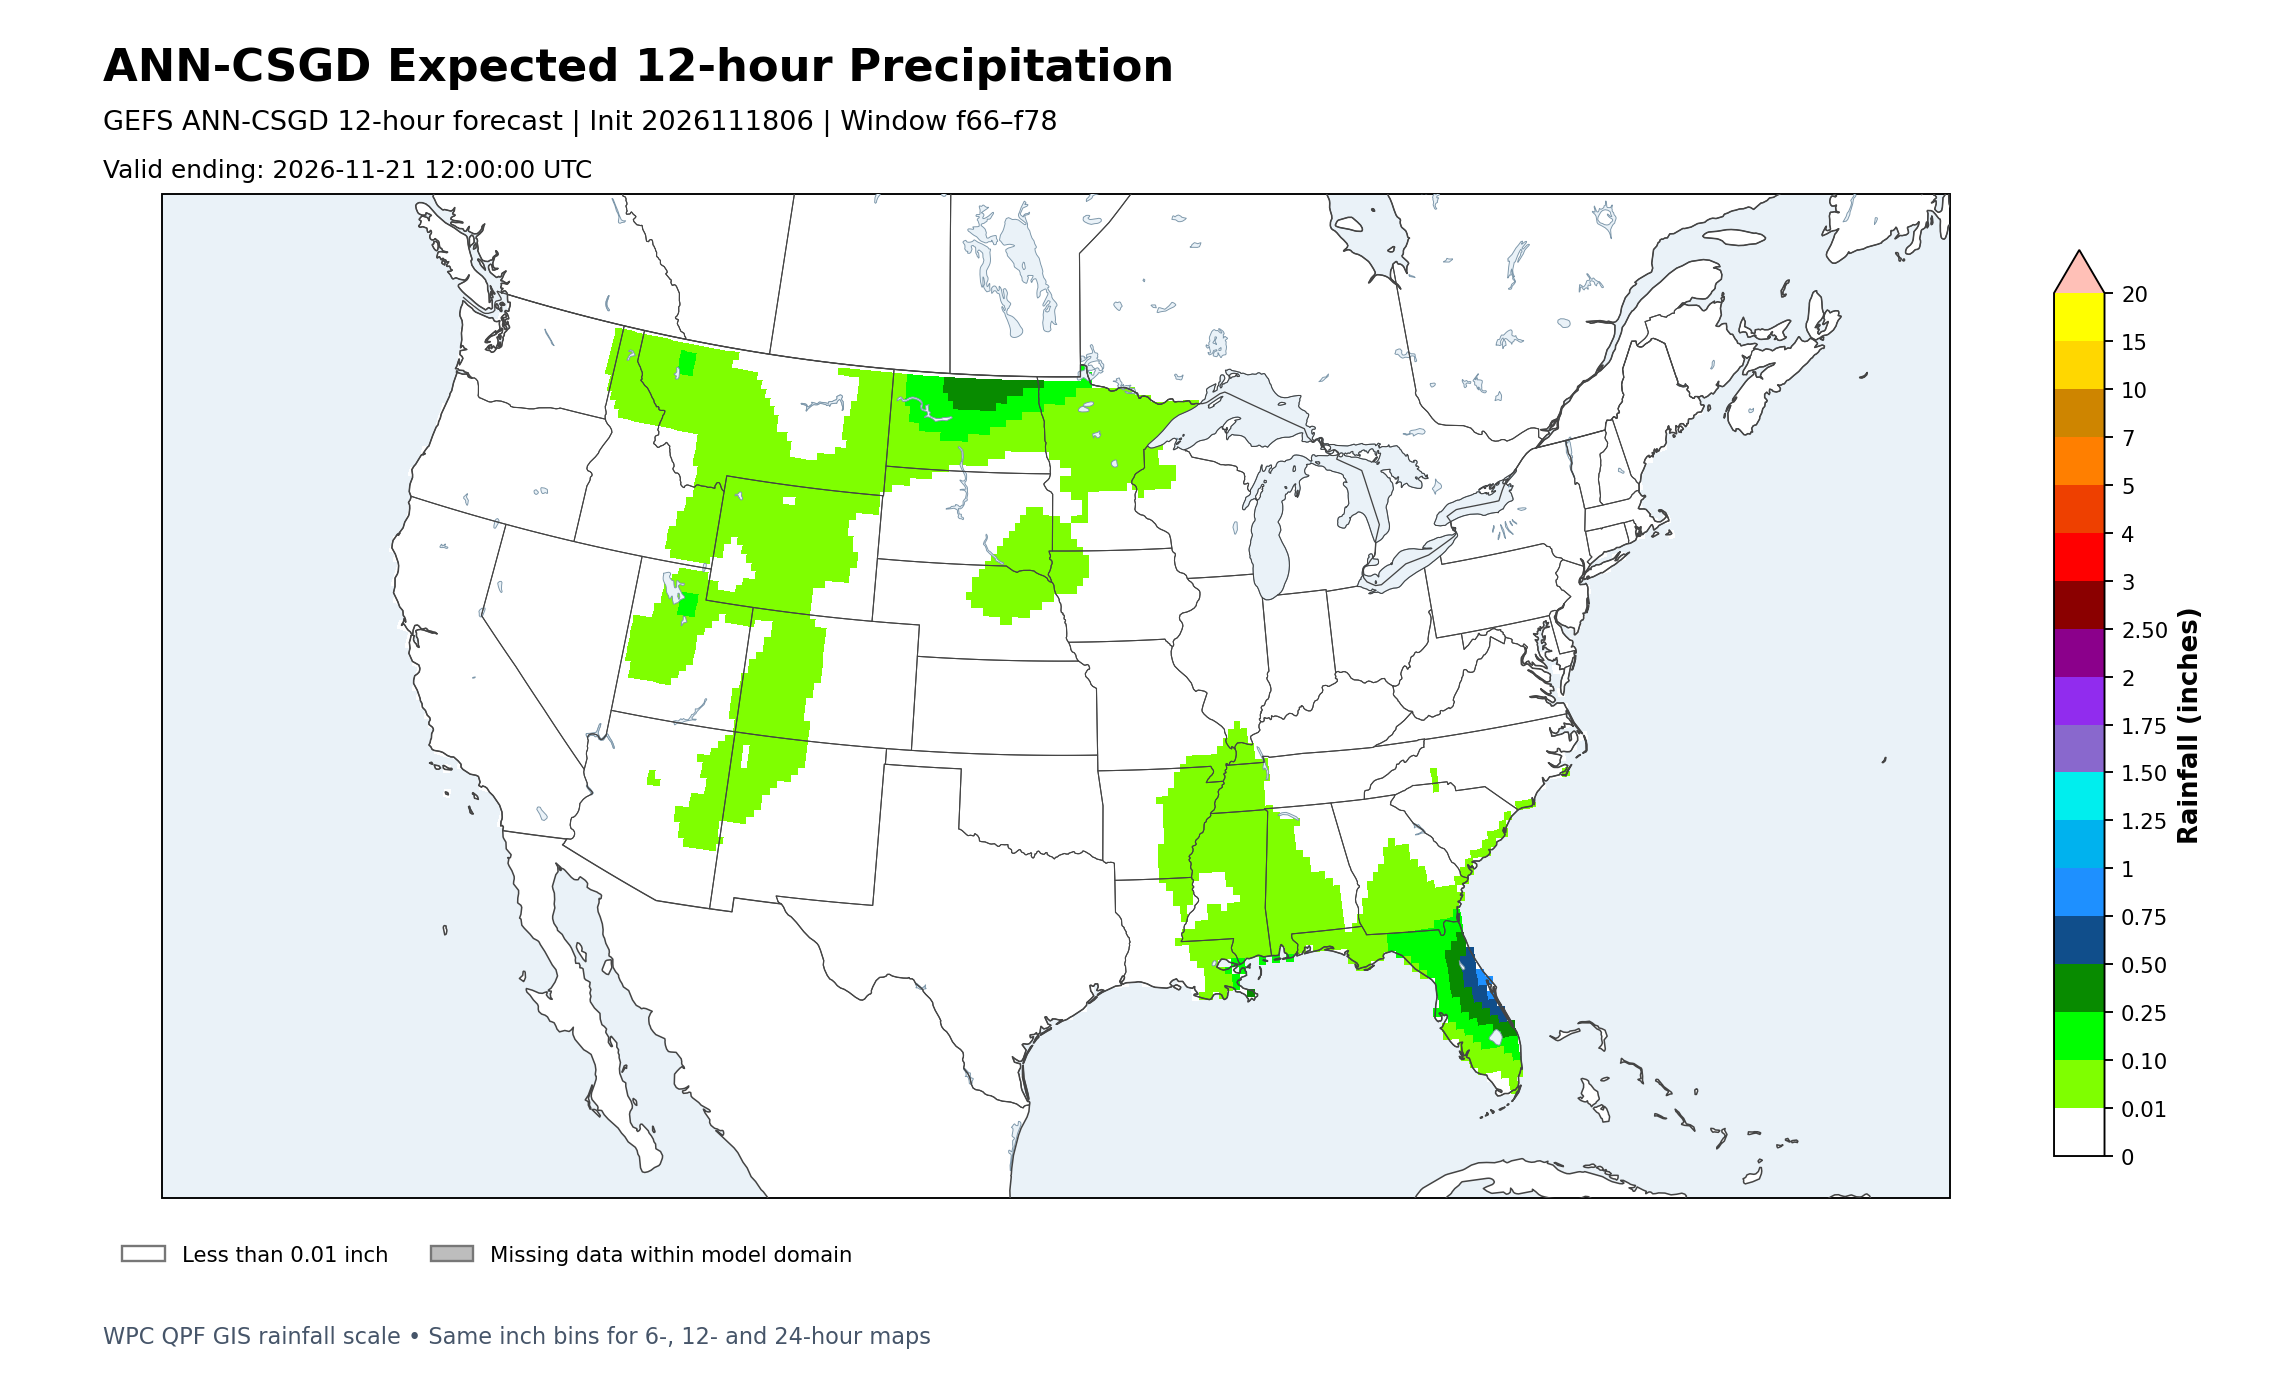 ANN-CSGD Expected 12-hour Precipitation
GEFS ANN-CSGD 12-hour forecast | Init 2026111806 | Window f66–f78
Valid ending: 2026-11-21 12:00:00 UTC
20
15
10
7
5
4
3
2.50
2
1.75
1.50
1.25
1
0.75
0.50
0.25
0.10
0.01
0
Rainfall (inches)
Less than 0.01 inch
Missing data within model domain
WPC QPF GIS rainfall scale • Same inch bins for 6-, 12- and 24-hour maps